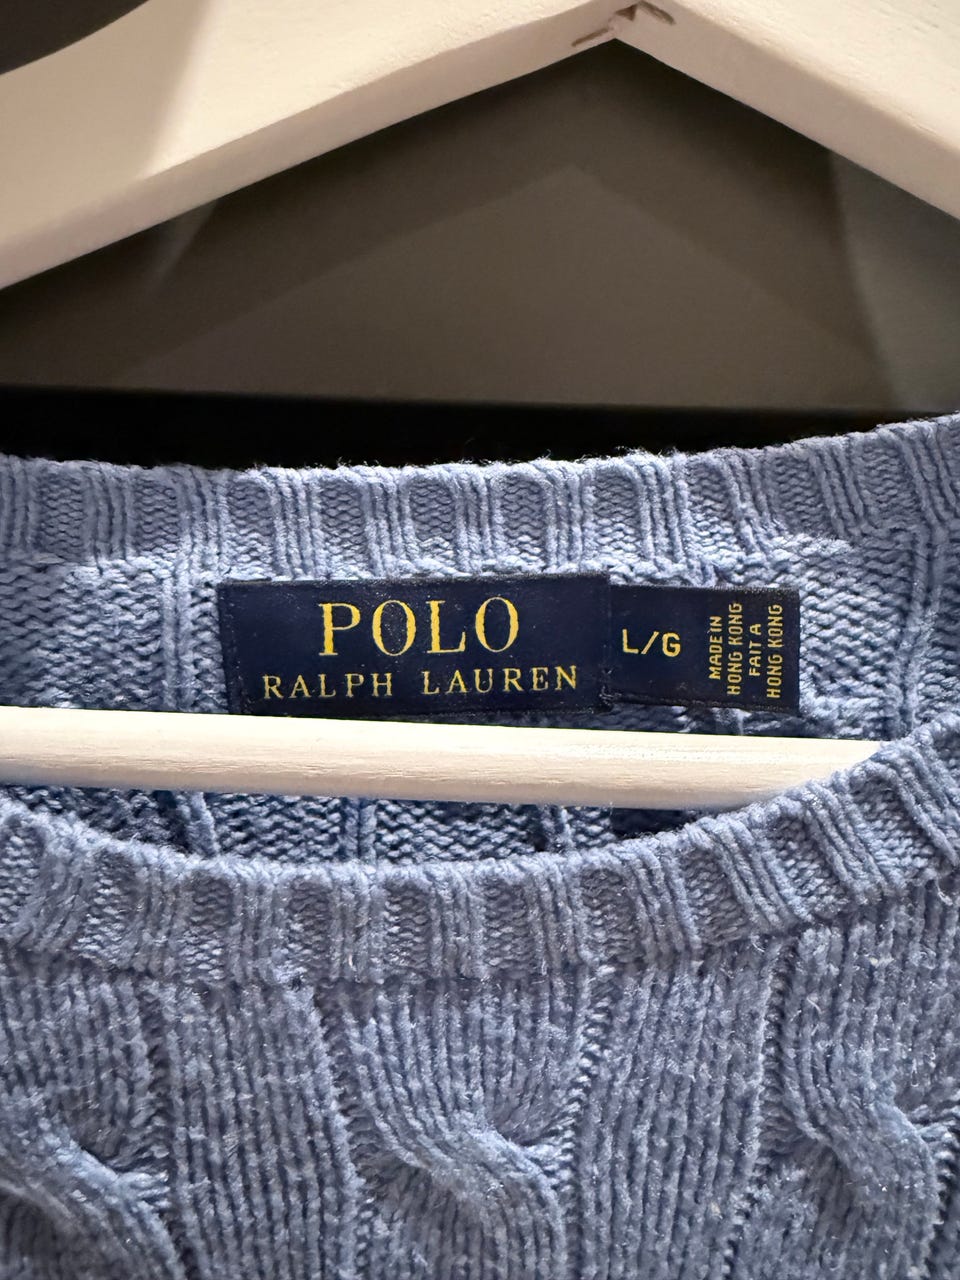 POLO
RALPH LAUREN
L/G
MADE IN
HONG KONG
FAIT A
HONG KONG